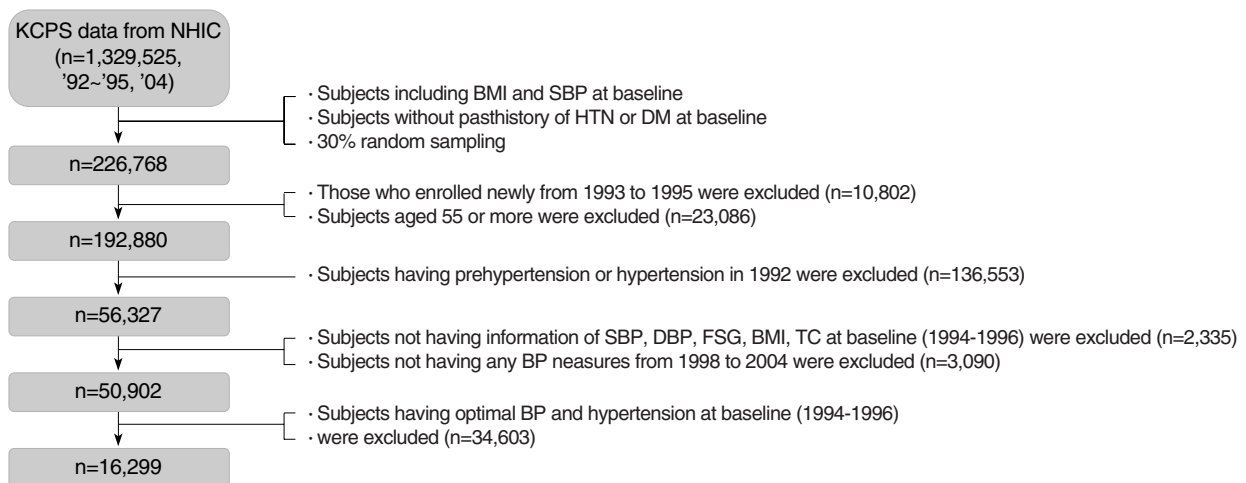 KCPS data from NHIC
(n=1,329,525,
’92~’95, ’04)
· Subjects including BMI and SBP at baseline
· Subjects without pasthistory of HTN or DM at baseline
· 30% random sampling
n=226,768
· Those who enrolled newly from 1993 to 1995 were excluded (n=10,802)
· Subjects aged 55 or more were excluded (n=23,086)
n=192,880
· Subjects having prehypertension or hypertension in 1992 were excluded (n=136,553)
n=56,327
· Subjects not having information of SBP, DBP, FSG, BMI, TC at baseline (1994-1996) were excluded (n=2,335)
· Subjects not having any BP neasures from 1998 to 2004 were excluded (n=3,090)
n=50,902
· Subjects having optimal BP and hypertension at baseline (1994-1996)
· were excluded (n=34,603)
n=16,299